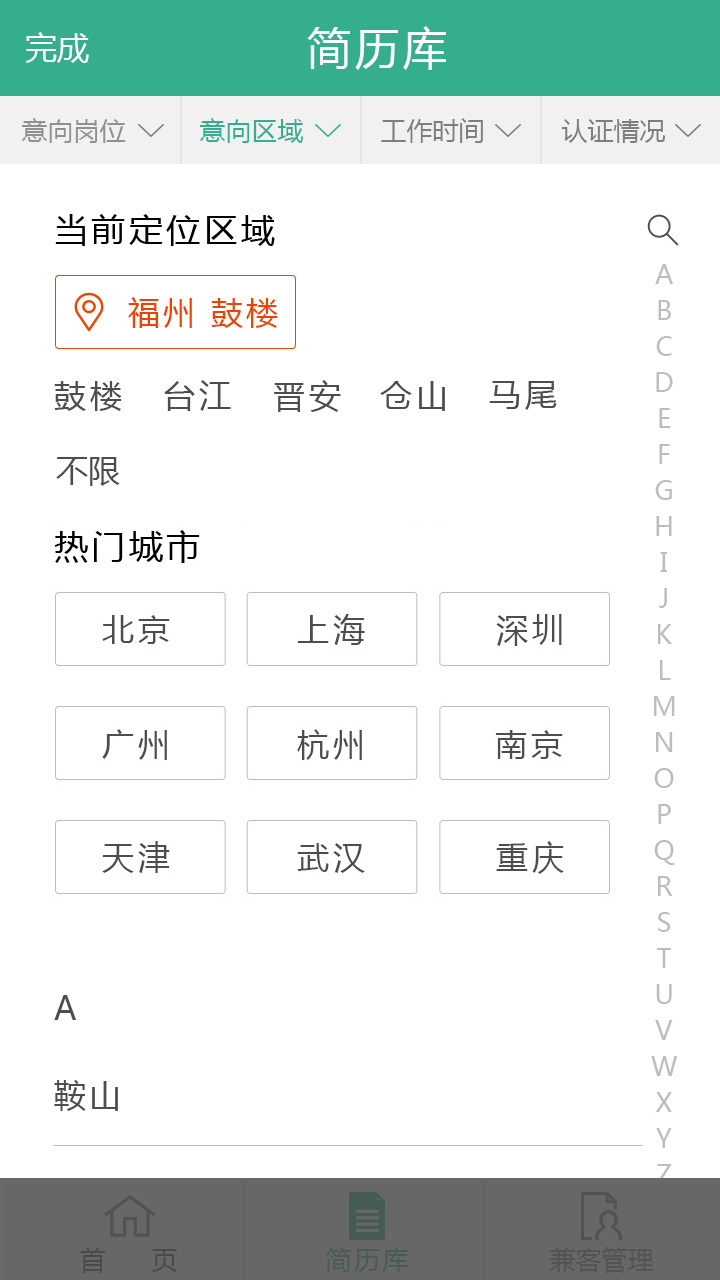 完成 简历库
意向岗位 意向区域 工作时间 认证情况
当前定位区域
福州 鼓楼
鼓楼 台江 晋安 仓山 马尾
不限
热门城市
北京 上海 深圳
广州 杭州 南京
天津 武汉 重庆
A
鞍山
A
B
C
D
E
F
G
H
I
J
K
L
M
N
O
P
Q
R
S
T
U
V
W
X
Y
Z
首 页 简历库 兼客管理